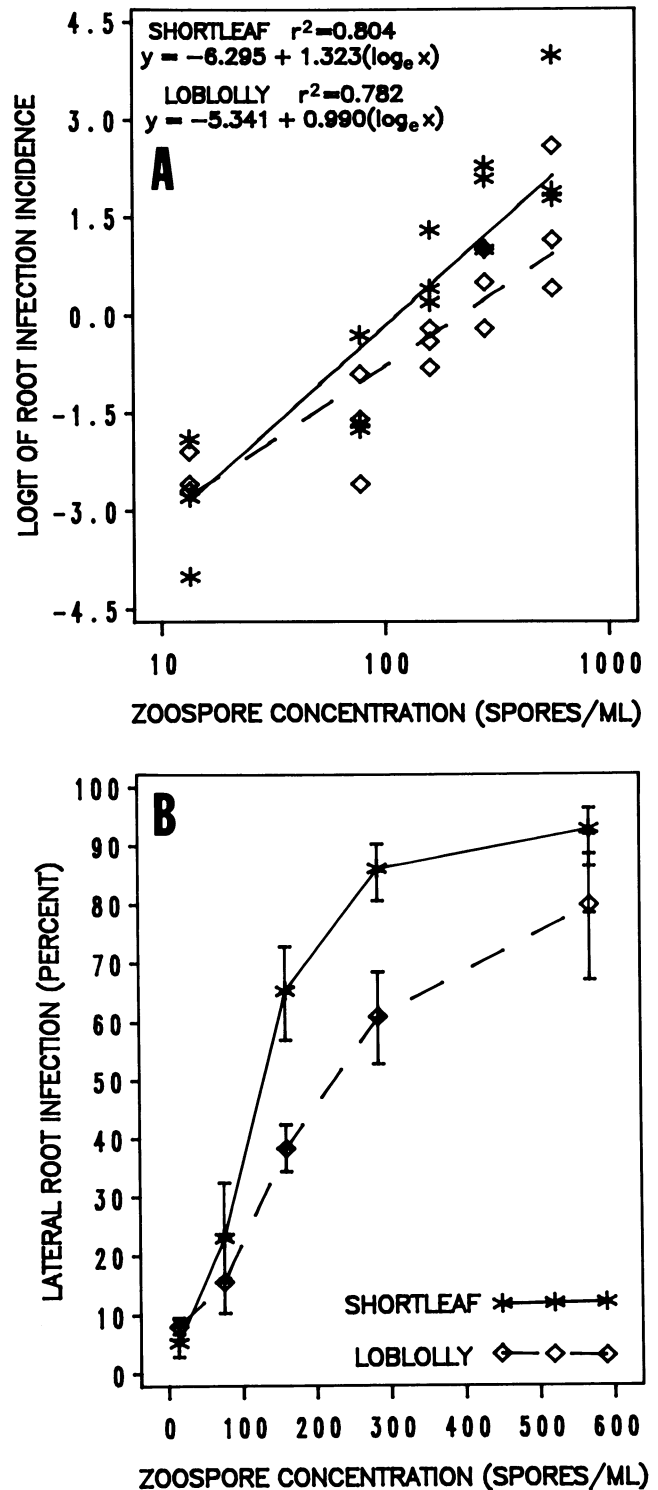 SHORTLEAF r²=0.804
y = −6.295 + 1.323(logₑ x)
LOBLOLLY r²=0.782
y = −5.341 + 0.990(logₑ x)
A
LOGIT OF ROOT INFECTION INCIDENCE
4.5
3.0
1.5
0.0
−1.5
−3.0
−4.5
10 100 1000
ZOOSPORE CONCENTRATION (SPORES/ML)
B
LATERAL ROOT INFECTION (PERCENT)
100
90
80
70
60
50
40
30
20
10
0
SHORTLEAF
LOBLOLLY
0 100 200 300 400 500 600
ZOOSPORE CONCENTRATION (SPORES/ML)